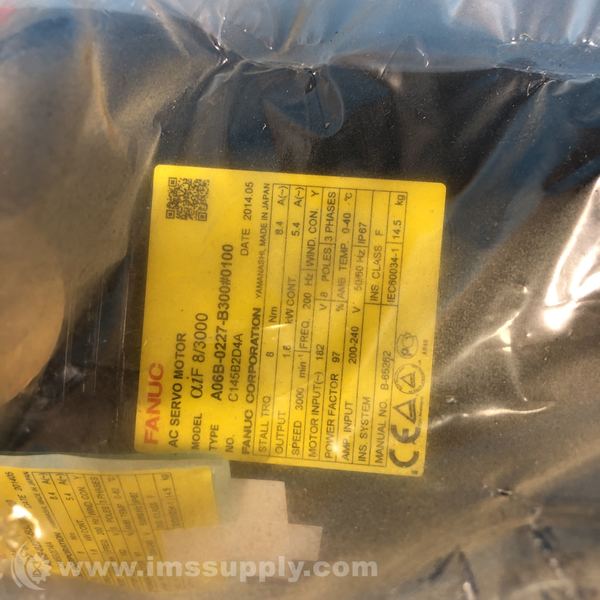 FANUC
AC SERVO MOTOR
MODEL αiF 8/3000
TYPE A06B-0227-B300#0100
NO. C145B2D4A DATE 2014.05
FANUC CORPORATION YAMANASHI, MADE IN JAPAN
STALL TRQ 8 Nm 8.4 A(~)
OUTPUT 1.6 kW CONT. 5.4 A(~)
SPEED 3000 min⁻¹ FREQ. 200 Hz WIND. CON. Y
MOTOR INPUT(~) 182 V 8 POLES 3 PHASES
POWER FACTOR 97 % AMB. TEMP. 0-40 °C
AMP. INPUT 200-240 V 50/60 Hz IP67
INS. SYSTEM INS. CLASS F
MANUAL NO. B-65262 IEC60034-1 14.5 kg
CE
www.imssupply.com